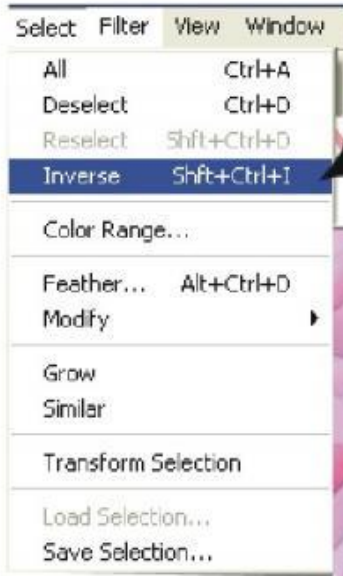 Select Filter View Window
All Ctrl+A
Deselect Ctrl+D
Reselect Shft+Ctrl+D
Inverse Shft+Ctrl+I
Color Range...
Feather... Alt+Ctrl+D
Modify
Grow
Similar
Transform Selection
Load Selection...
Save Selection...